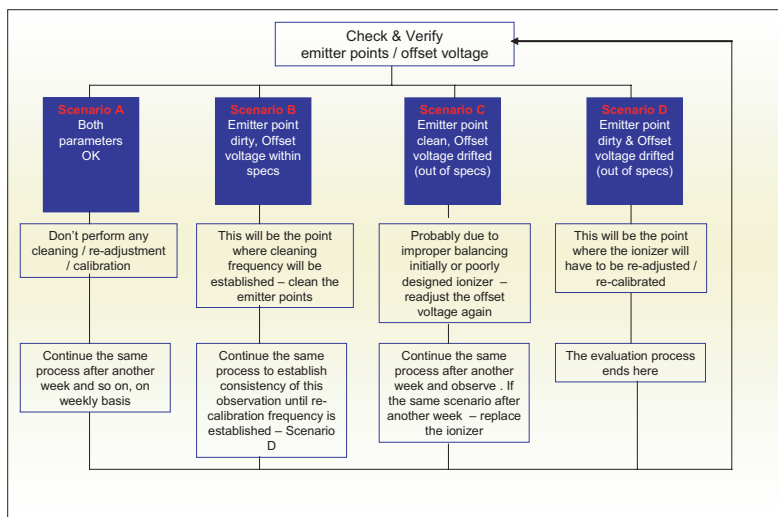 Check & Verify
emitter points / offset voltage
Scenario A
Both
parameters
OK
Scenario B
Emitter point
dirty, Offset
voltage within
specs
Scenario C
Emitter point
clean, Offset
voltage drifted
(out of specs)
Scenario D
Emitter point
dirty & Offset
voltage drifted
(out of specs)
Don't perform any
cleaning / re-adjustment
/ calibration
This will be the point
where cleaning
frequency will be
established – clean the
emitter points
Probably due to
improper balancing
initially or poorly
designed ionizer –
readjust the offset
voltage again
This will be the point
where the ionizer will
have to be re-adjusted /
re-calibrated
Continue the same
process after another
week and so on, on
weekly basis
Continue the same
process to establish
consistency of this
observation until re-
calibration frequency is
established – Scenario
D
Continue the same
process after another
week and observe . If
the same scenario after
another week – replace
the ionizer
The evaluation process
ends here